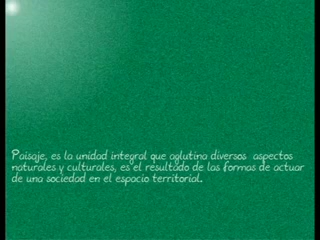 Paisaje, es la unidad integral que aglutina diversos aspectos
naturales y culturales, es el resultado de las formas de actuar
de una sociedad en el espacio territorial.